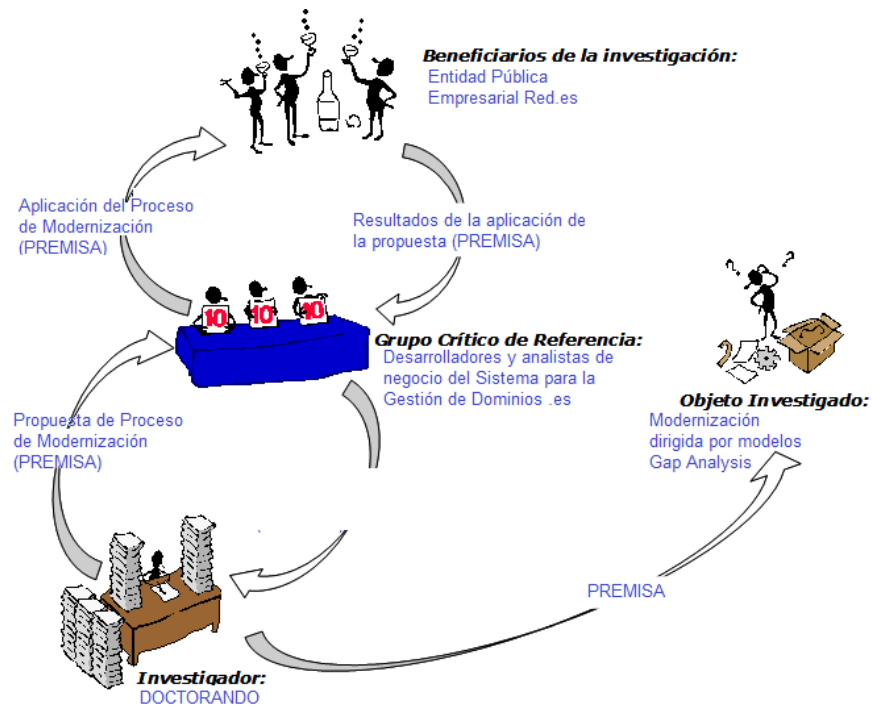 Beneficiarios de la investigación:
Entidad Pública
Empresarial Red.es
Aplicación del Proceso
de Modernización
(PREMISA)
Resultados de la aplicación de
la propuesta (PREMISA)
10 10 10
Grupo Crítico de Referencia:
Desarrolladores y analistas de
negocio del Sistema para la
Gestión de Dominios .es
? ?
Objeto Investigado:
Modernización
dirigida por modelos
Gap Analysis
Propuesta de Proceso
de Modernización
(PREMISA)
PREMISA
Investigador:
DOCTORANDO